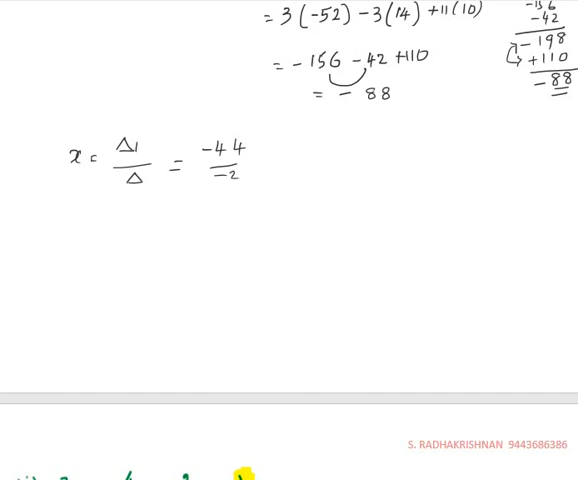 = 3(-52) - 3(14) + 11(10)
= -156 - 42 + 110
= - 88
-156
-42
-198
+110
-88
x = Δ1/Δ = -44/-2
S. RADHAKRISHNAN 9443686386